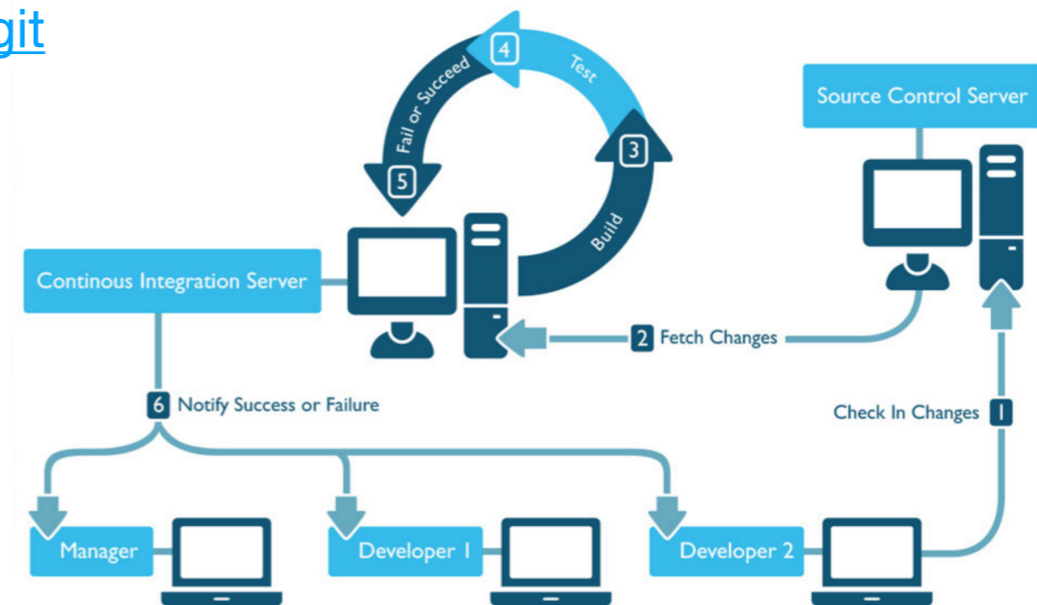 git
4
Test
Fail or Succeed
Source Control Server
3
5
Build
Continous Integration Server
2 Fetch Changes
6 Notify Success or Failure
Check In Changes 1
Manager
Developer 1
Developer 2